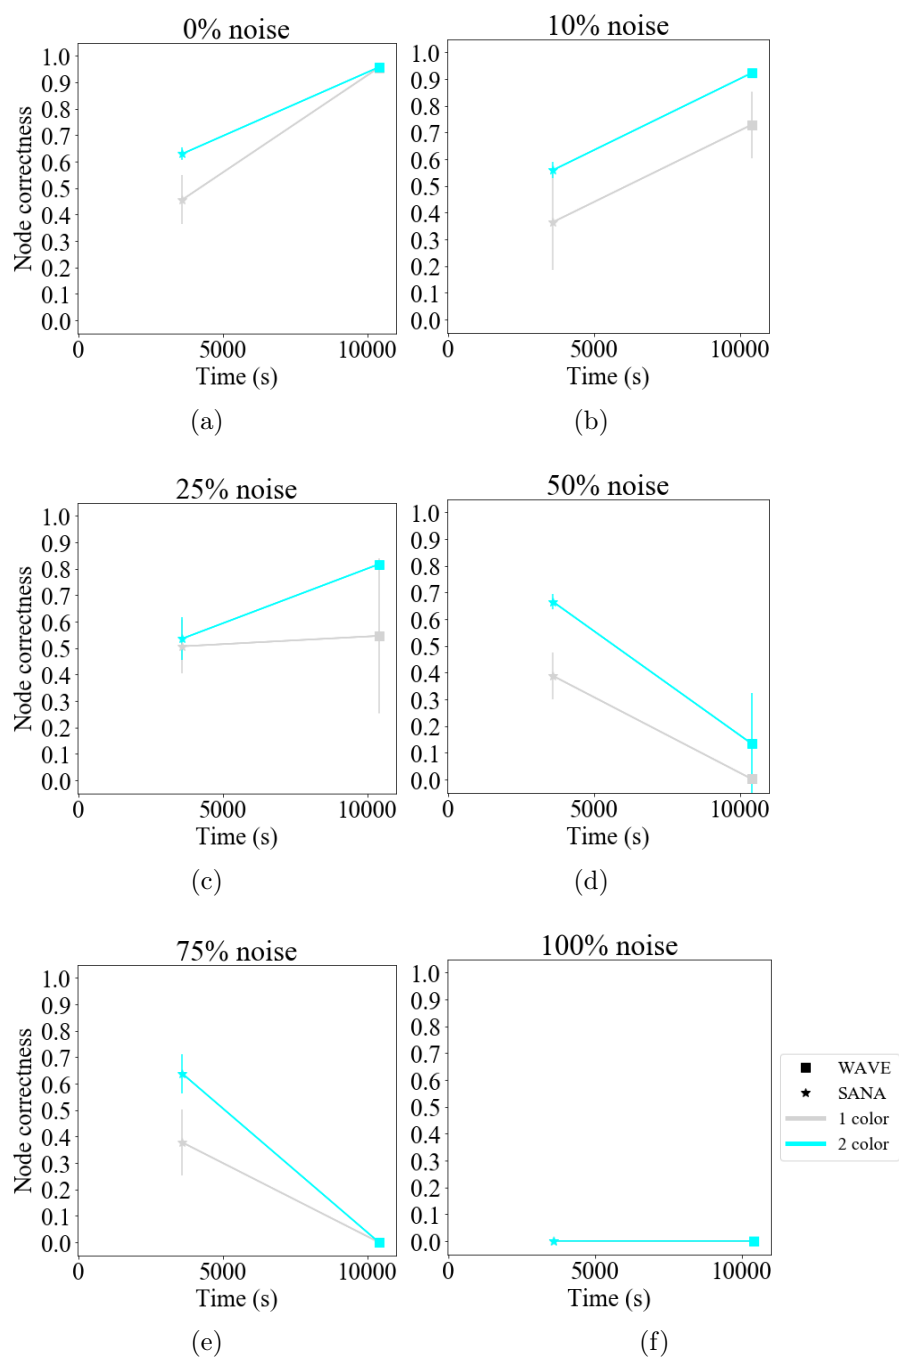 0% noise
1.0
0.9
0.8
0.7
0.6
0.5
0.4
0.3
0.2
0.1
0.0
Node correctness
0 5000 10000
Time (s)
(a)
10% noise
1.0
0.9
0.8
0.7
0.6
0.5
0.4
0.3
0.2
0.1
0.0
0 5000 10000
Time (s)
(b)
25% noise
1.0
0.9
0.8
0.7
0.6
0.5
0.4
0.3
0.2
0.1
0.0
Node correctness
0 5000 10000
Time (s)
(c)
50% noise
1.0
0.9
0.8
0.7
0.6
0.5
0.4
0.3
0.2
0.1
0.0
0 5000 10000
Time (s)
(d)
75% noise
1.0
0.9
0.8
0.7
0.6
0.5
0.4
0.3
0.2
0.1
0.0
Node correctness
0 5000 10000
Time (s)
(e)
100% noise
1.0
0.9
0.8
0.7
0.6
0.5
0.4
0.3
0.2
0.1
0.0
0 5000 10000
Time (s)
(f)
WAVE
SANA
1 color
2 color